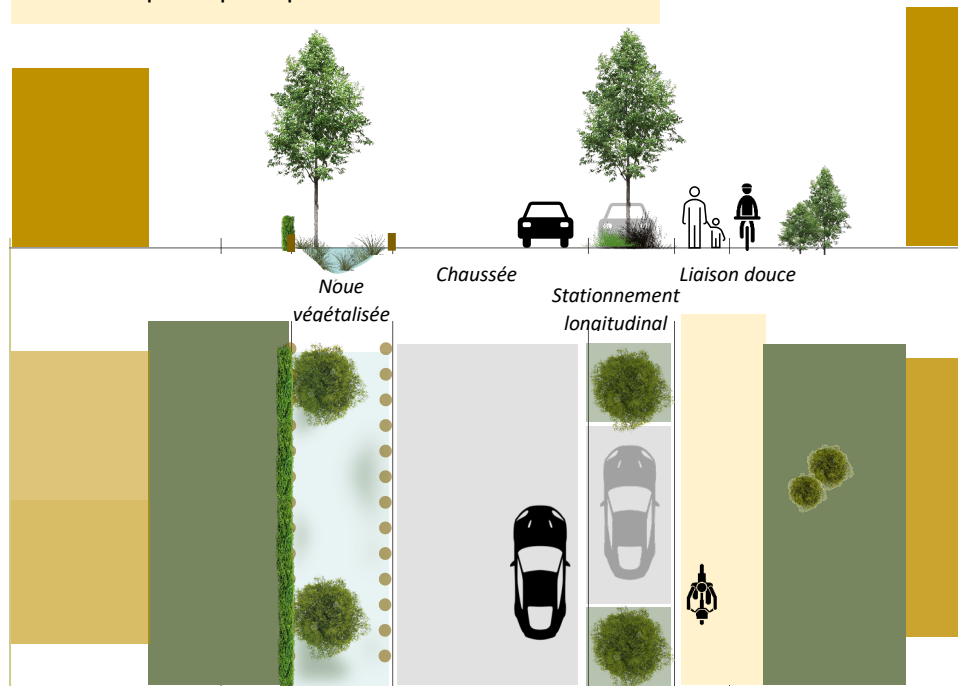 Chaussée
Liaison douce
Noue
végétalisée
Stationnement
longitudinal